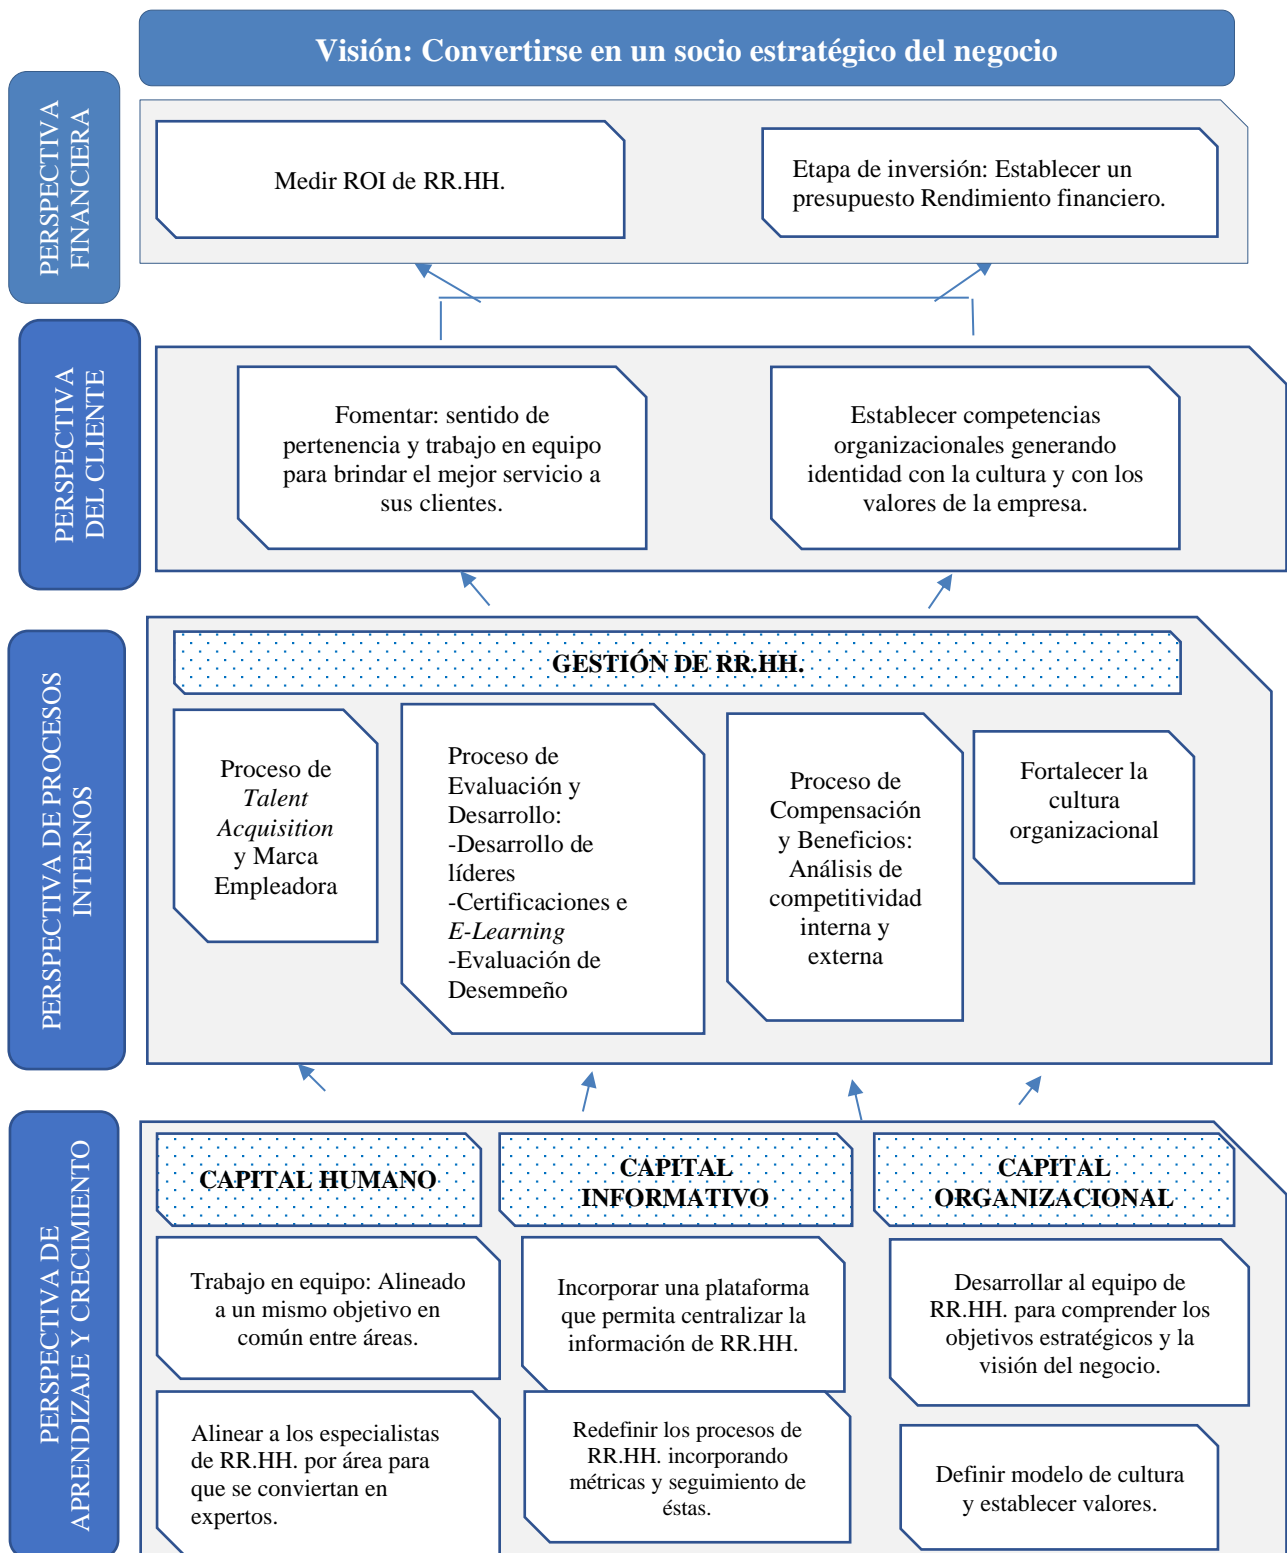 Visión: Convertirse en un socio estratégico del negocio
PERSPECTIVA
FINANCIERA
Medir ROI de RR.HH.
Etapa de inversión: Establecer un
presupuesto Rendimiento financiero.
PERSPECTIVA
DEL CLIENTE
Fomentar: sentido de
pertenencia y trabajo en equipo
para brindar el mejor servicio a
sus clientes.
Establecer competencias
organizacionales generando
identidad con la cultura y con los
valores de la empresa.
PERSPECTIVA DE PROCESOS
INTERNOS
GESTIÓN DE RR.HH.
Proceso de
Talent
Acquisition
y Marca
Empleadora
Proceso de
Evaluación y
Desarrollo:
-Desarrollo de
líderes
-Certificaciones e
E-Learning
-Evaluación de
Desempeño
Proceso de
Compensación
y Beneficios:
Análisis de
competitividad
interna y
externa
Fortalecer la
cultura
organizacional
PERSPECTIVA DE
APRENDIZAJE Y CRECIMIENTO
CAPITAL HUMANO
Trabajo en equipo: Alineado
a un mismo objetivo en
común entre áreas.
Alinear a los especialistas
de RR.HH. por área para
que se conviertan en
expertos.
CAPITAL
INFORMATIVO
Incorporar una plataforma
que permita centralizar la
información de RR.HH.
Redefinir los procesos de
RR.HH. incorporando
métricas y seguimiento de
éstas.
CAPITAL
ORGANIZACIONAL
Desarrollar al equipo de
RR.HH. para comprender los
objetivos estratégicos y la
visión del negocio.
Definir modelo de cultura
y establecer valores.